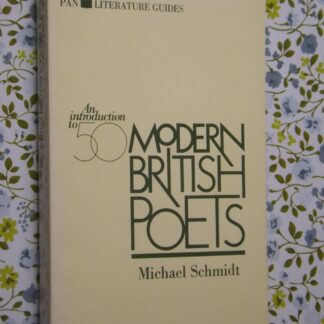 PAN LITERATURE GUIDES
An
introduction
to 50
MODERN
BRITISH
POETS
Michael Schmidt